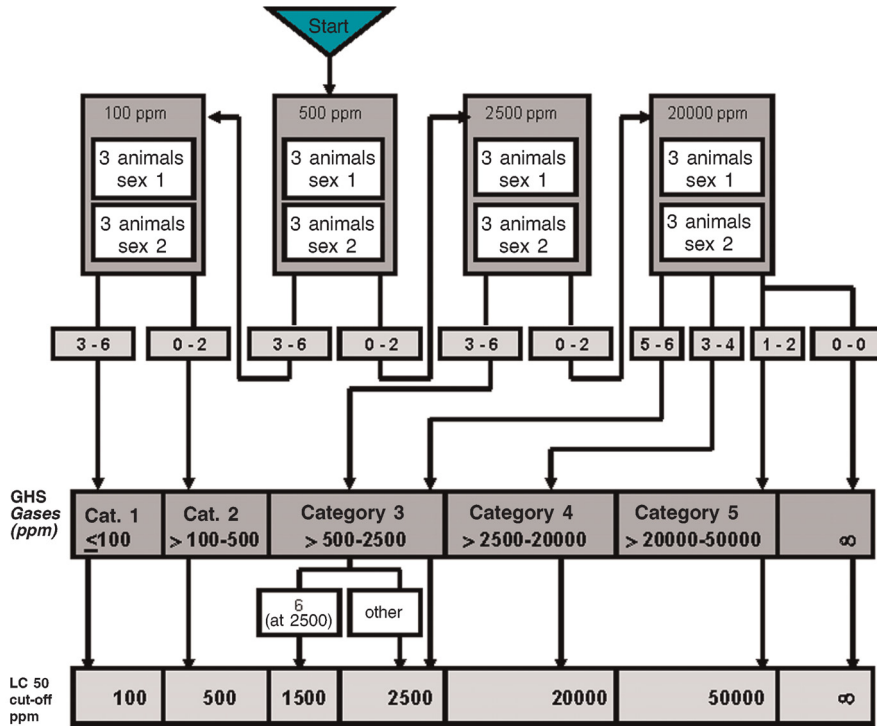 Start
100 ppm
500 ppm
2500 ppm
20000 ppm
3 animals
sex 1
3 animals
sex 1
3 animals
sex 1
3 animals
sex 1
3 animals
sex 2
3 animals
sex 2
3 animals
sex 2
3 animals
sex 2
3 - 6
0 - 2
3 - 6
0 - 2
3 - 6
0 - 2
5 - 6
3 - 4
1 - 2
0 - 0
GHS
Gases
(ppm)
Cat. 1
≤100
Cat. 2
> 100-500
Category 3
> 500-2500
Category 4
> 2500-20000
Category 5
> 20000-50000
∞
6
(at 2500)
other
LC 50
cut-off
ppm
100
500
1500
2500
20000
50000
∞